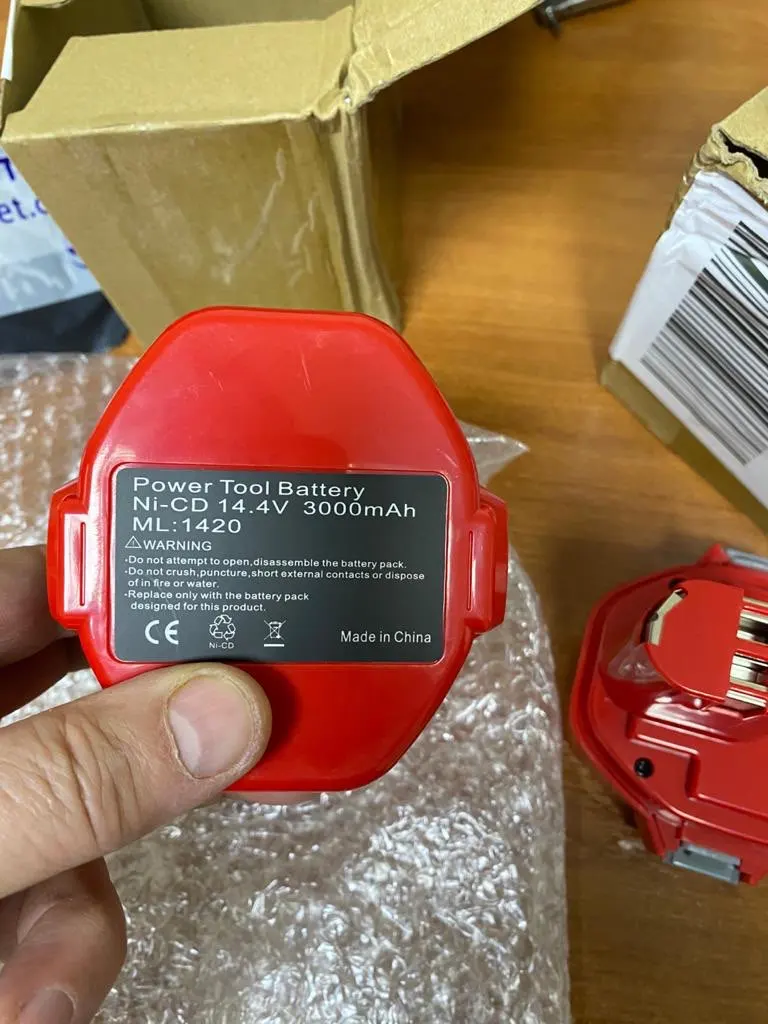 Power Tool Battery
Ni-CD 14.4V 3000mAh
ML:1420
⚠WARNING
·Do not attempt to open,disassemble the battery pack.
·Do not crush,puncture,short external contacts or dispose
of in fire or water.
·Replace only with the battery pack
designed for this product.
CE
Ni-CD
Made in China